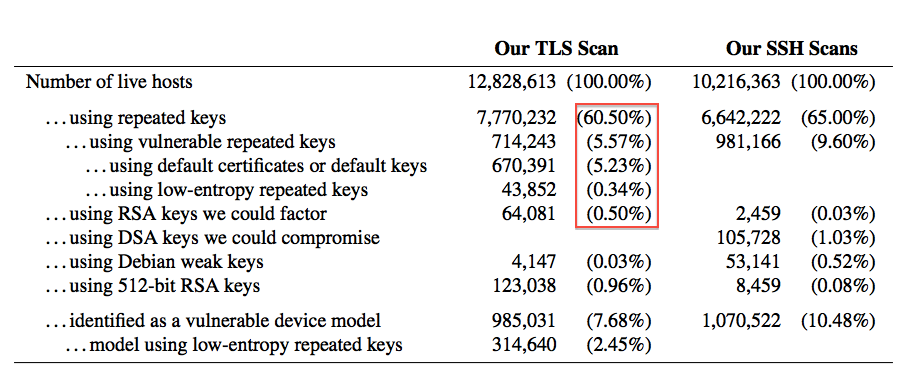 Our TLS Scan Our SSH Scans
Number of live hosts 12,828,613 (100.00%) 10,216,363 (100.00%)
...using repeated keys 7,770,232 (60.50%) 6,642,222 (65.00%)
...using vulnerable repeated keys 714,243 (5.57%) 981,166 (9.60%)
...using default certificates or default keys 670,391 (5.23%)
...using low-entropy repeated keys 43,852 (0.34%)
...using RSA keys we could factor 64,081 (0.50%) 2,459 (0.03%)
...using DSA keys we could compromise 105,728 (1.03%)
...using Debian weak keys 4,147 (0.03%) 53,141 (0.52%)
...using 512-bit RSA keys 123,038 (0.96%) 8,459 (0.08%)
...identified as a vulnerable device model 985,031 (7.68%) 1,070,522 (10.48%)
...model using low-entropy repeated keys 314,640 (2.45%)